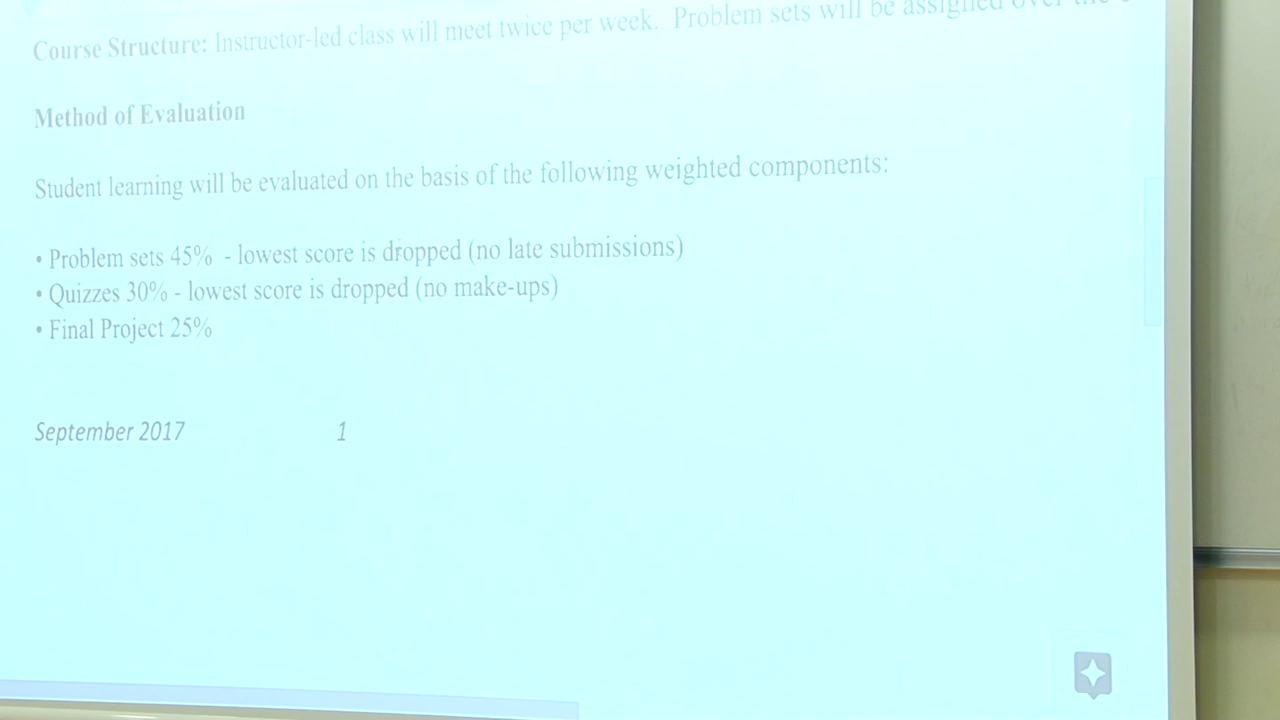 Course Structure: Instructor-led class will meet twice per week. Problem sets will be assigned over the
Method of Evaluation
Student learning will be evaluated on the basis of the following weighted components:
• Problem sets 45% - lowest score is dropped (no late submissions)
• Quizzes 30% - lowest score is dropped (no make-ups)
• Final Project 25%
September 2017 1